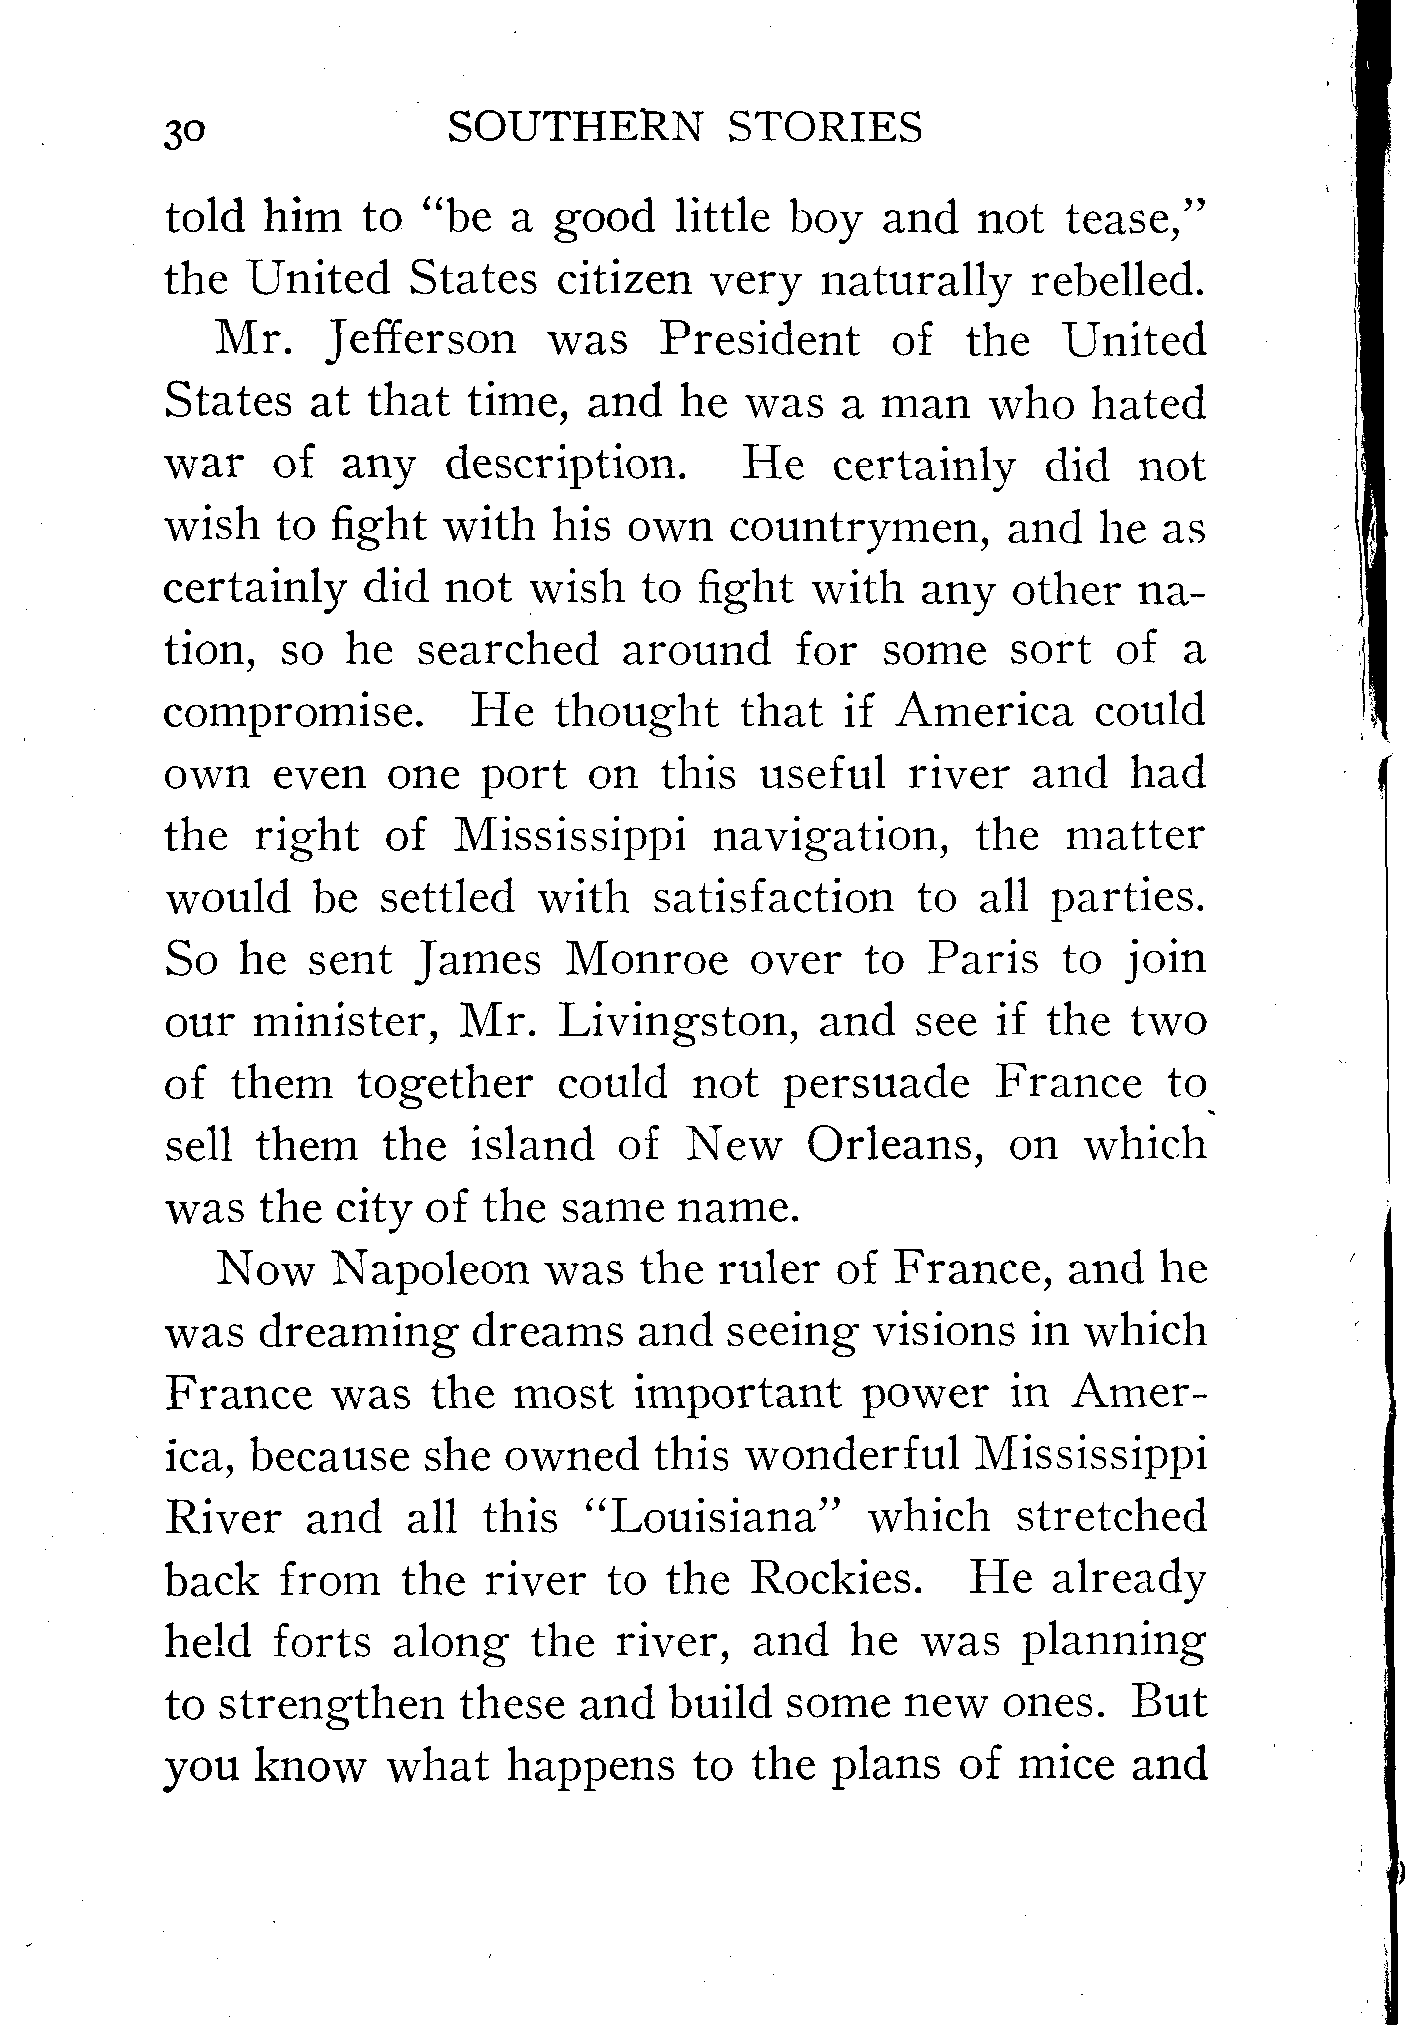 30 SOUTHERN STORIES
told him to “be a good little boy and not tease,”
the United States citizen very naturally rebelled.
Mr. Jefferson was President of the United
States at that time, and he was a man who hated
war of any description. He certainly did not
wish to fight with his own countrymen, and he as
certainly did not wish to fight with any other na-
tion, so he searched around for some sort of a
compromise. He thought that if America could
own even one port on this useful river and had
the right of Mississippi navigation, the matter
would be settled with satisfaction to all parties.
So he sent James Monroe over to Paris to join
our minister, Mr. Livingston, and see if the two
of them together could not persuade France to
sell them the island of New Orleans, on which
was the city of the same name.
Now Napoleon was the ruler of France, and he
was dreaming dreams and seeing visions in which
France was the most important power in Amer-
ica, because she owned this wonderful Mississippi
River and all this “Louisiana” which stretched
back from the river to the Rockies. He already
held forts along the river, and he was planning
to strengthen these and build some new ones. But
you know what happens to the plans of mice and